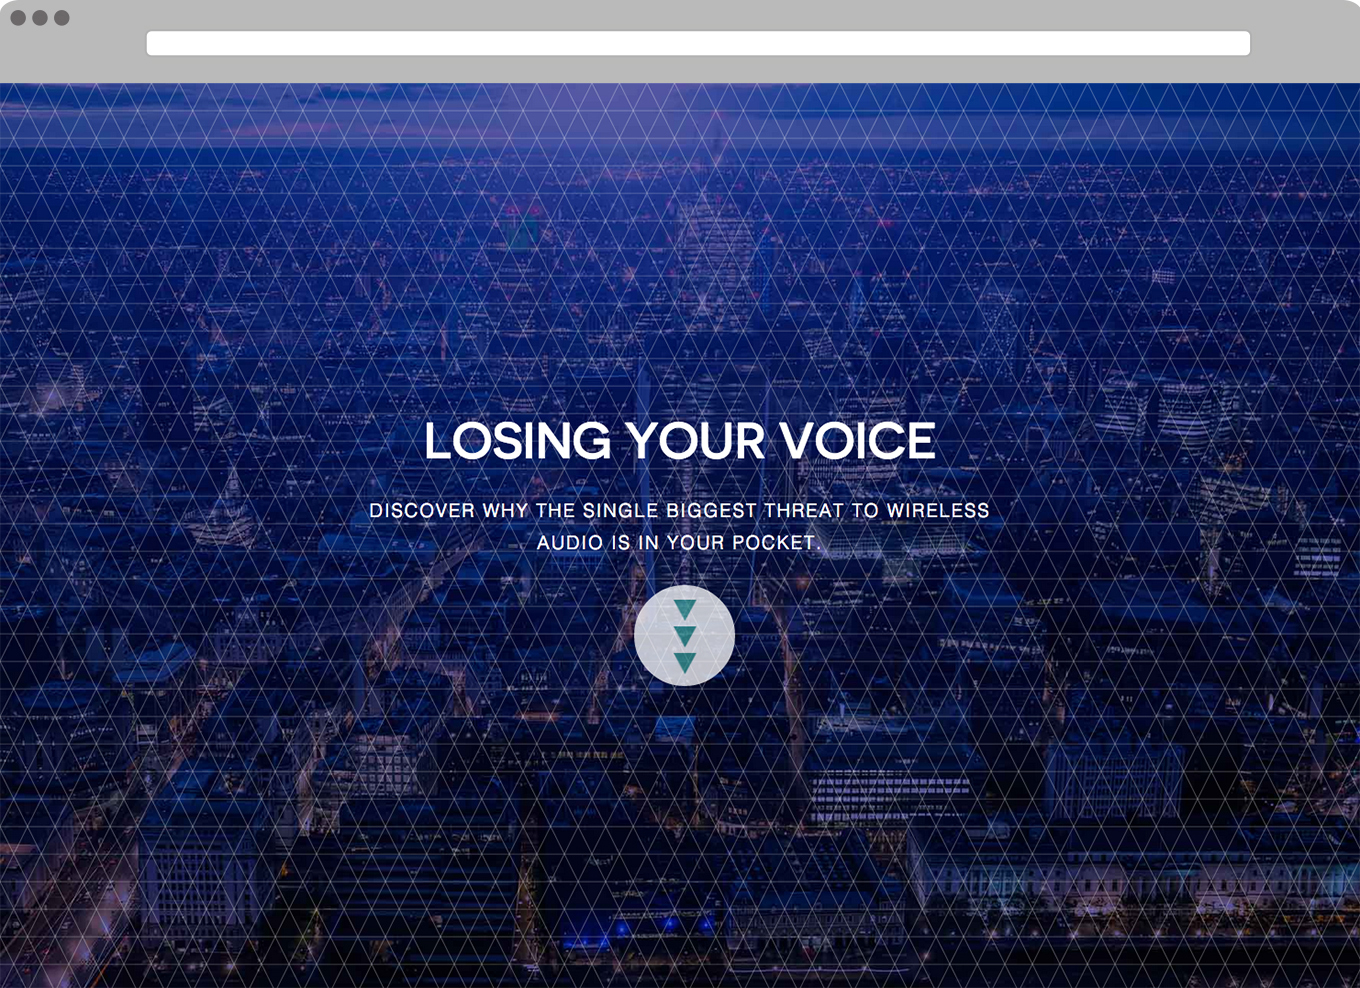 LOSING YOUR VOICE
DISCOVER WHY THE SINGLE BIGGEST THREAT TO WIRELESS
AUDIO IS IN YOUR POCKET.